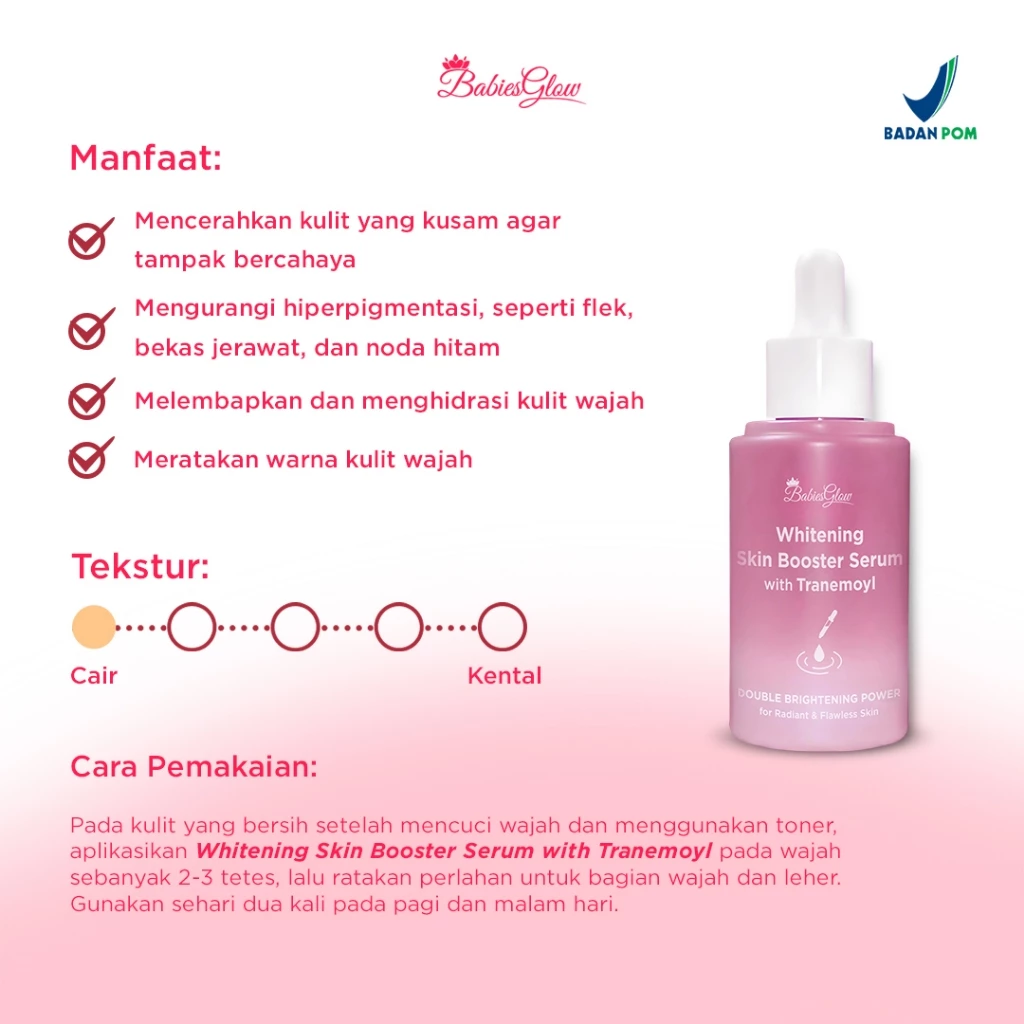 BabiesGlow
BADAN POM
Manfaat:
Mencerahkan kulit yang kusam agar
tampak bercahaya
Mengurangi hiperpigmentasi, seperti flek,
bekas jerawat, dan noda hitam
Melembapkan dan menghidrasi kulit wajah
Meratakan warna kulit wajah
BabiesGlow
Whitening
Skin Booster Serum
with Tranemoyl
DOUBLE BRIGHTENING POWER
for Radiant & Flawless Skin
Tekstur:
Cair
Kental
Cara Pemakaian:
Pada kulit yang bersih setelah mencuci wajah dan menggunakan toner,
aplikasikan Whitening Skin Booster Serum with Tranemoyl pada wajah
sebanyak 2-3 tetes, lalu ratakan perlahan untuk bagian wajah dan leher.
Gunakan sehari dua kali pada pagi dan malam hari.